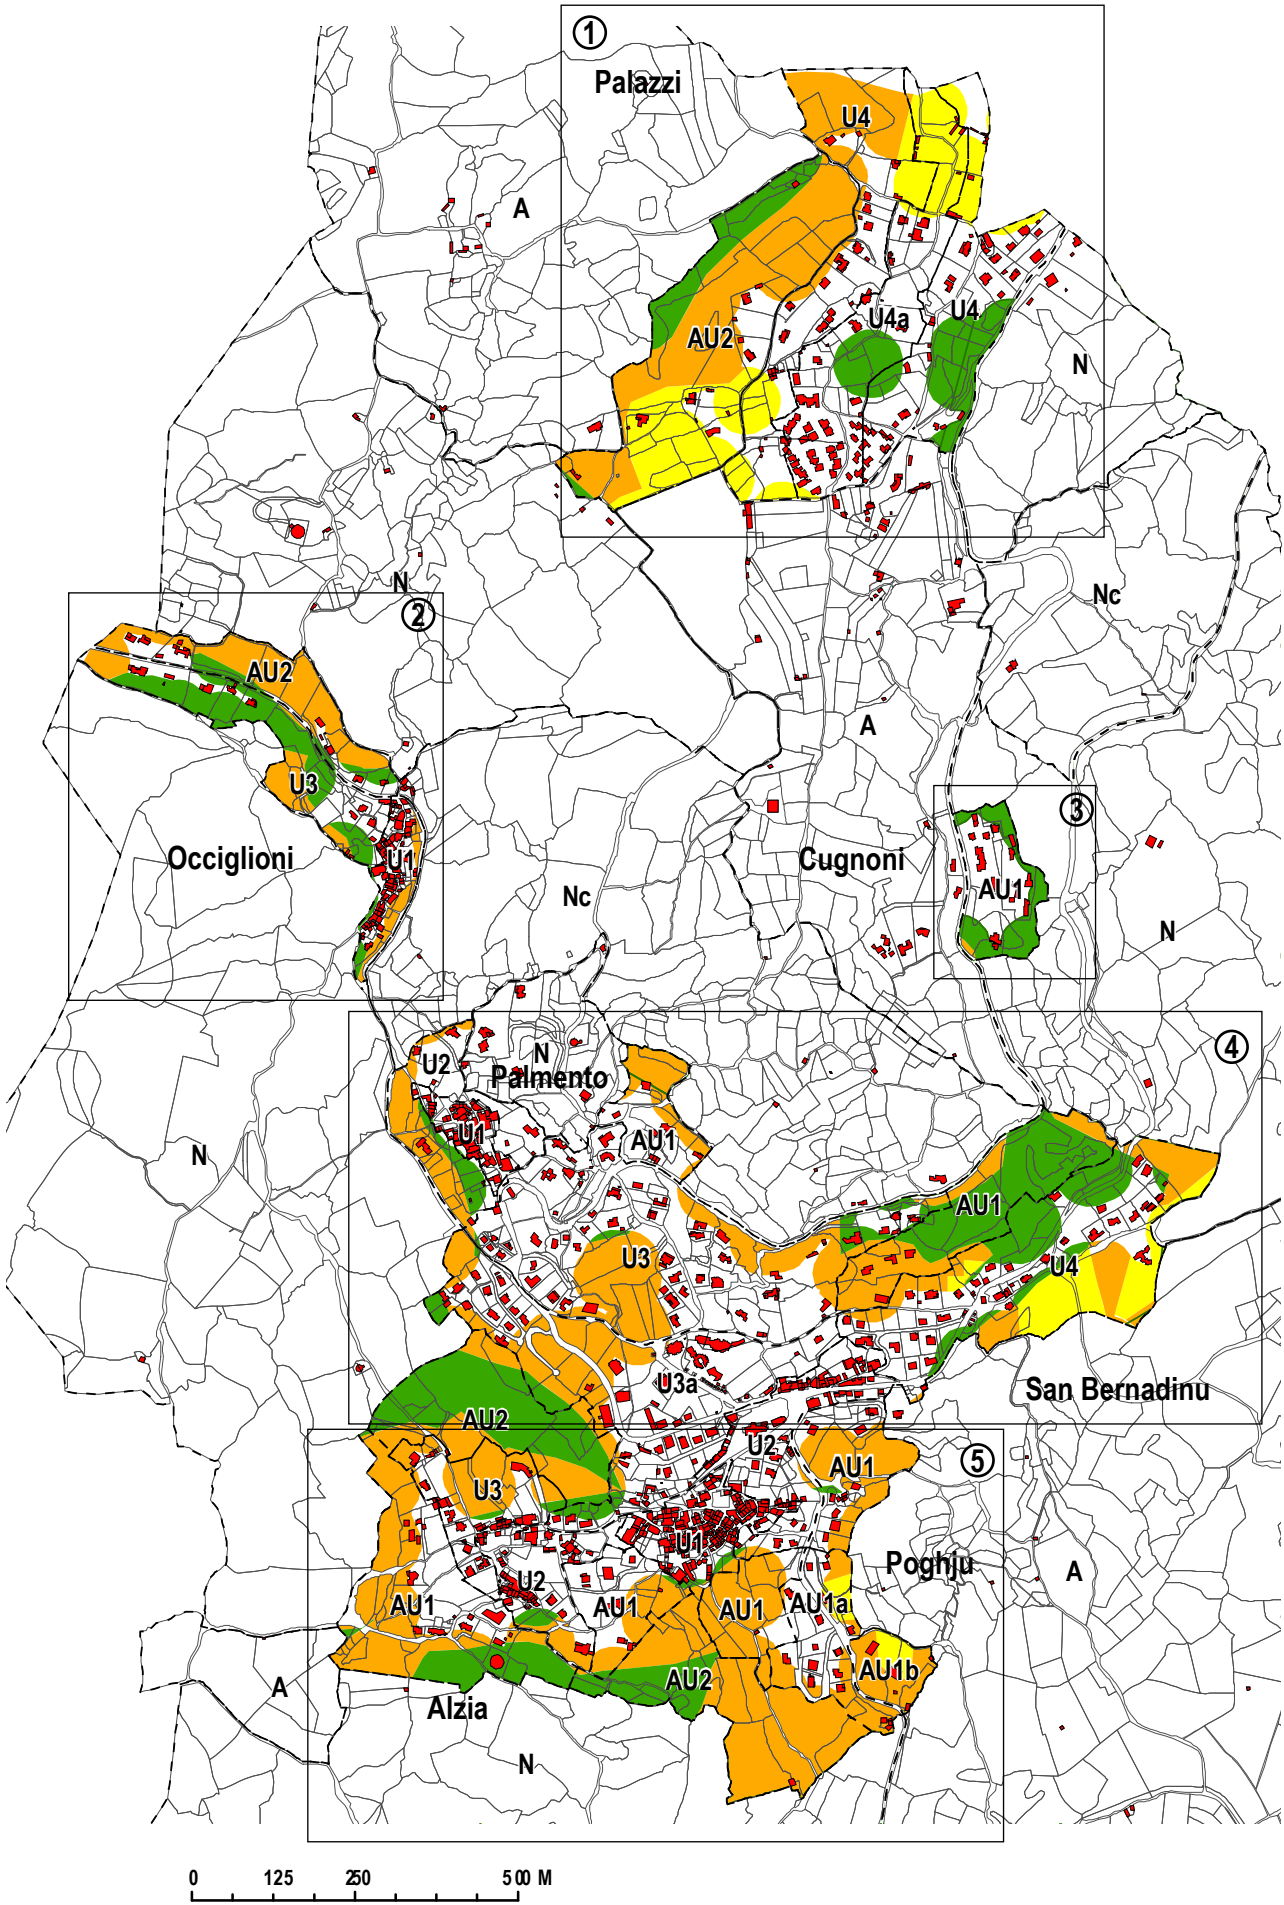 1
Palazzi
U4
A
U4a
U4
AU2
N
N
Nc
2
AU2
A
U3
3
Occiglioni
U1
Cugnoni
AU1
Nc
N
4
N
U2
Palmento
U1
AU1
N
AU1
U3
U4
U3a
San Bernadinu
AU2
U2
5
AU1
U3
U1
Poghju
A
U2
AU1
AU1
AU1
AU1a
AU1b
AU2
A
Alzia
N
0 125 250 500 M